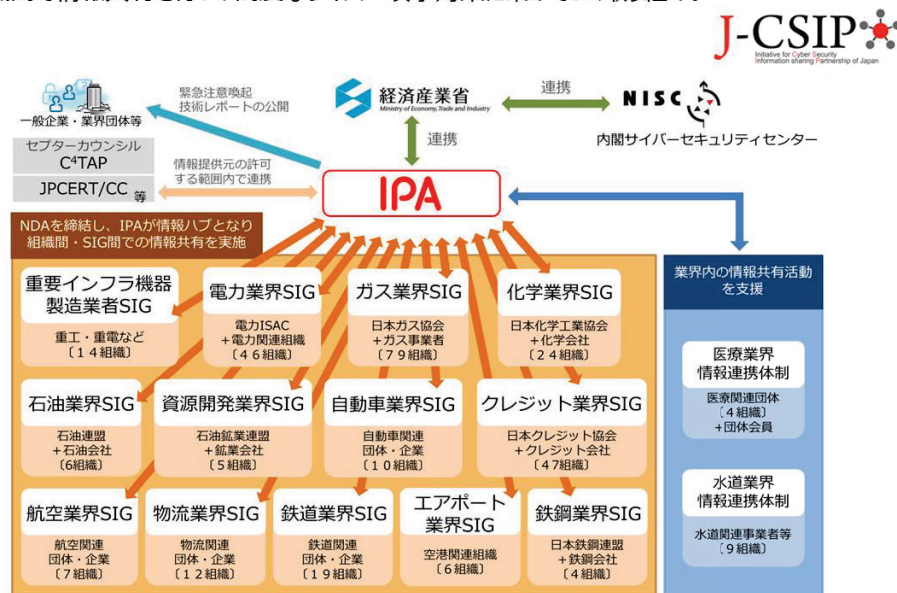 J-CSIP
Initiative for Cyber Security
Information sharing Partnership of Japan
緊急注意喚起
技術レポートの公開
経済産業省
Ministry of Economy, Trade and Industry
連携
NISC
一般企業・業界団体等
連携
内閣サイバーセキュリティセンター
セプターカウンシル
C⁴TAP
JPCERT/CC 等
情報提供元の許可
する範囲内で連携
IPA
NDAを締結し、IPAが情報ハブとなり
組織間・SIG間での情報共有を実施
重要インフラ機器
製造業者SIG
重工・重電など
〔14組織〕
電力業界SIG
電力ISAC
+電力関連組織
〔46組織〕
ガス業界SIG
日本ガス協会
+ガス事業者
〔79組織〕
化学業界SIG
日本化学工業協会
+化学会社
〔24組織〕
石油業界SIG
石油連盟
+石油会社
〔6組織〕
資源開発業界SIG
石油鉱業連盟
+鉱業会社
〔5組織〕
自動車業界SIG
自動車関連
団体・企業
〔10組織〕
クレジット業界SIG
日本クレジット協会
+クレジット会社
〔47組織〕
航空業界SIG
航空関連
団体・企業
〔7組織〕
物流業界SIG
物流関連
団体・企業
〔12組織〕
鉄道業界SIG
鉄道関連
団体・企業
〔19組織〕
エアポート
業界SIG
空港関連組織
〔6組織〕
鉄鋼業界SIG
日本鉄鋼連盟
+鉄鋼会社
〔4組織〕
業界内の情報共有活動
を支援
医療業界
情報連携体制
医療関連団体
〔4組織〕
+団体会員
水道業界
情報連携体制
水道関連事業者等
〔9組織〕